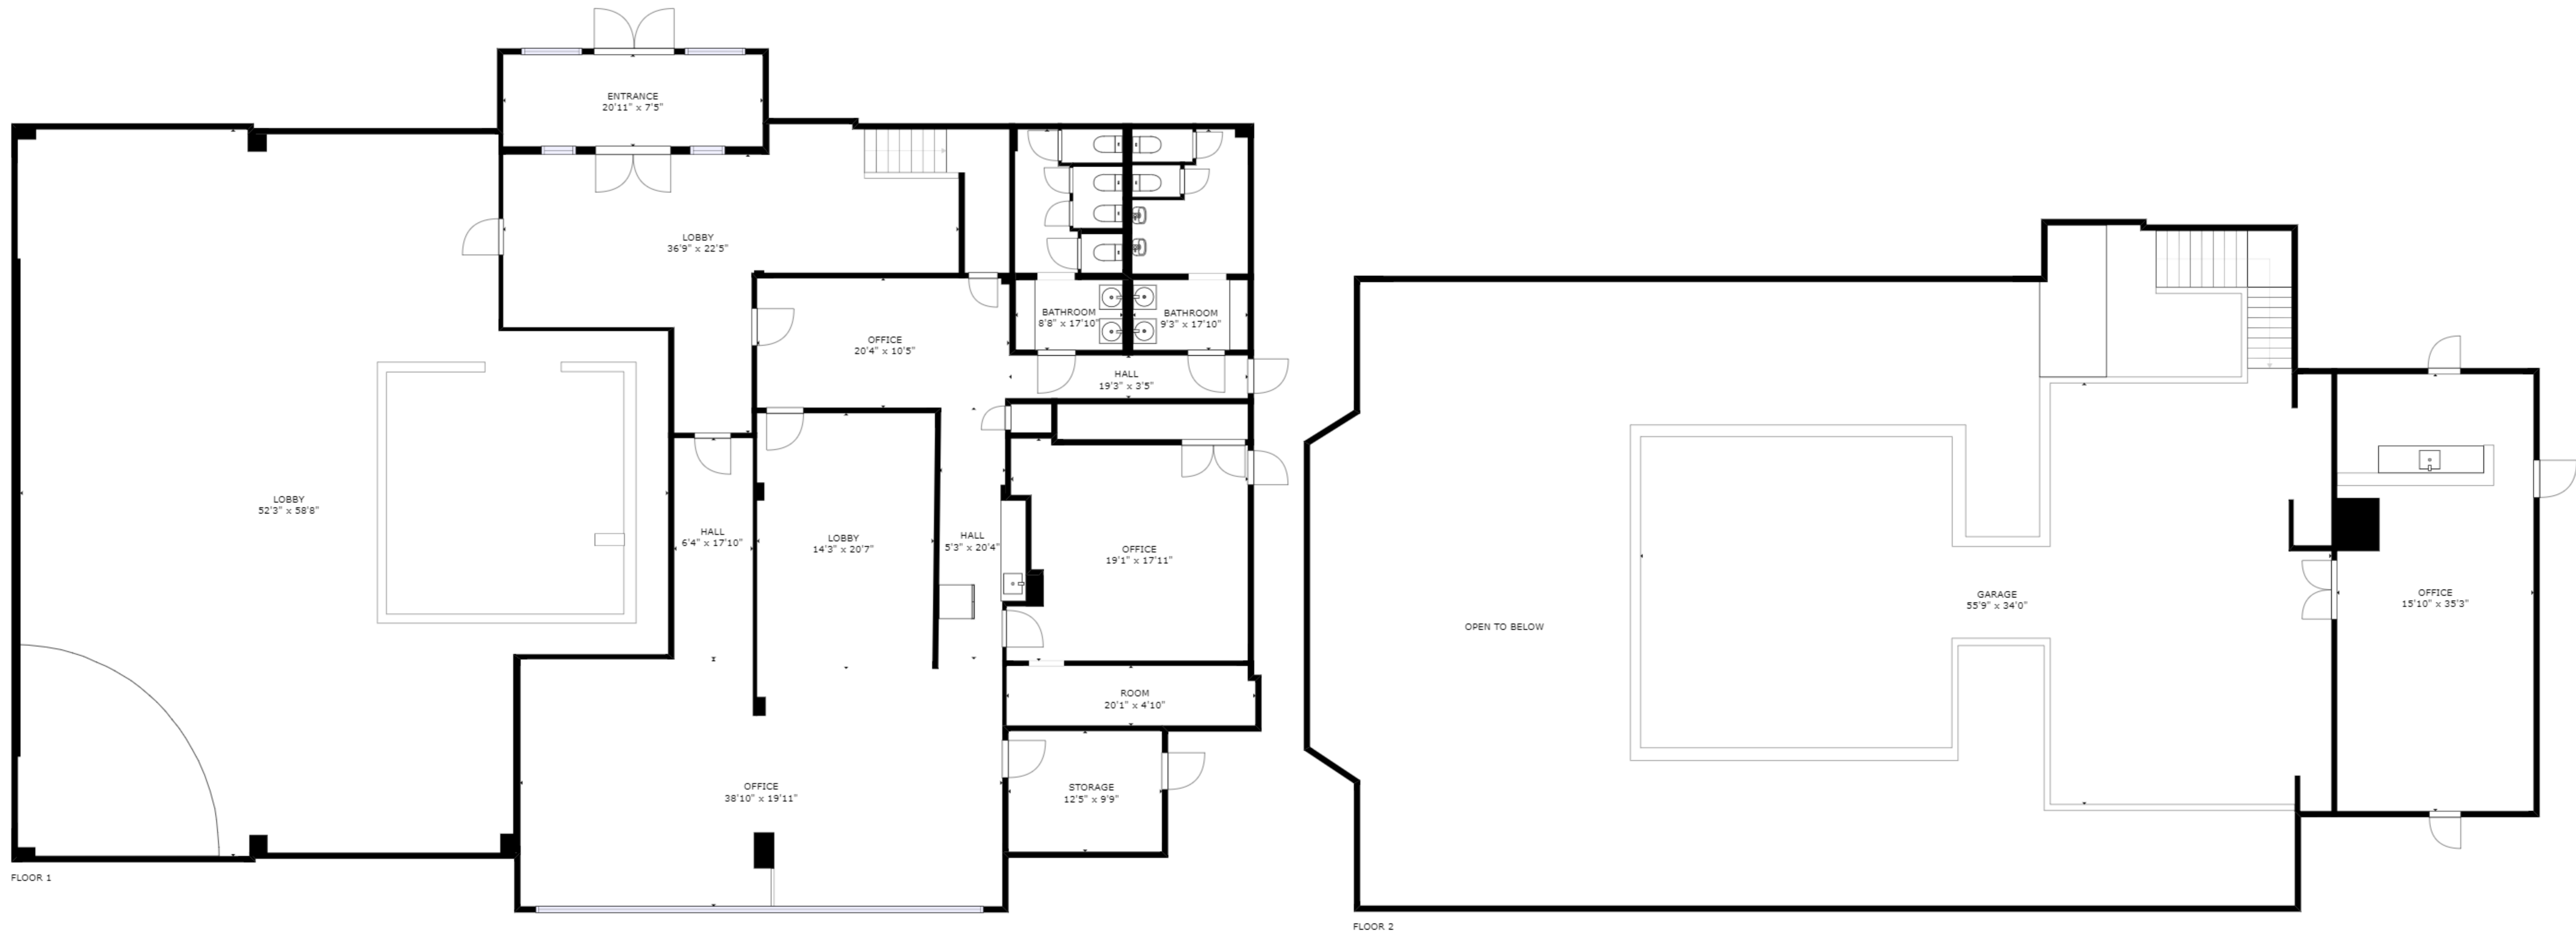 ENTRANCE
20'11" x 7'5"
LOBBY
36'9" x 22'5"
BATHROOM
8'8" x 17'10"
BATHROOM
9'3" x 17'10"
OFFICE
20'4" x 10'5"
HALL
19'3" x 3'5"
LOBBY
52'3" x 58'8"
HALL
6'4" x 17'10"
LOBBY
14'3" x 20'7"
HALL
5'3" x 20'4"
OFFICE
19'1" x 17'11"
ROOM
20'1" x 4'10"
OFFICE
38'10" x 19'11"
STORAGE
12'5" x 9'9"
FLOOR 1
OPEN TO BELOW
GARAGE
55'9" x 34'0"
OFFICE
15'10" x 35'3"
FLOOR 2